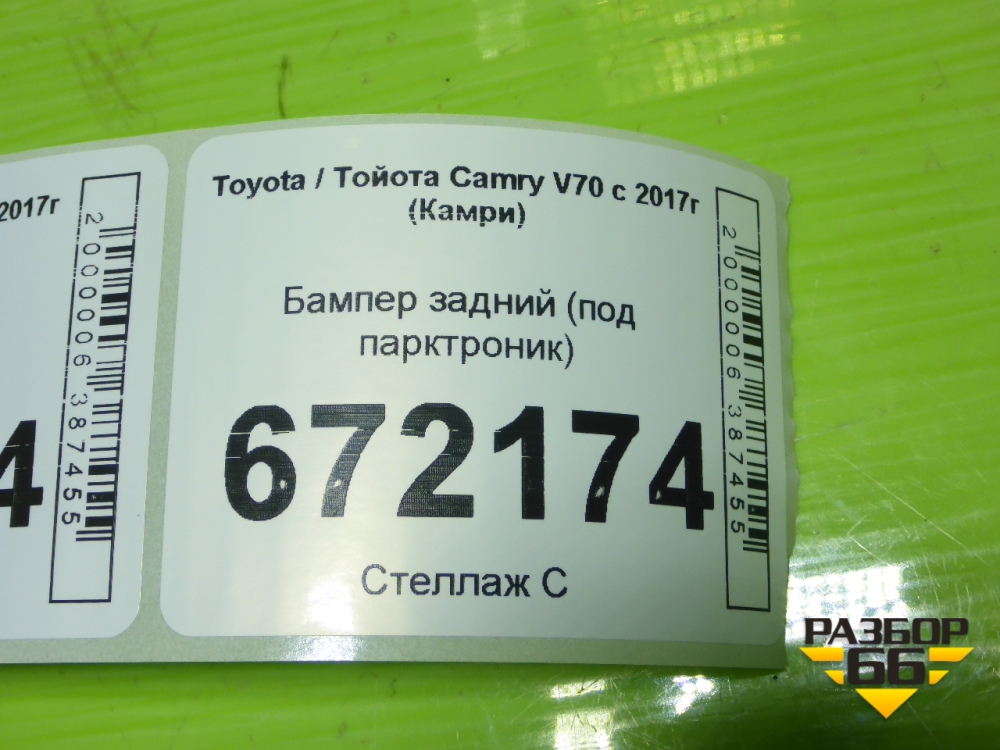 2017г
2000006387455
4
Toyota / Тойота Camry V70 с 2017г
(Камри)
Бампер задний (под
парктроник)
672174
Стеллаж С
2000006387455
РАЗБОР
66